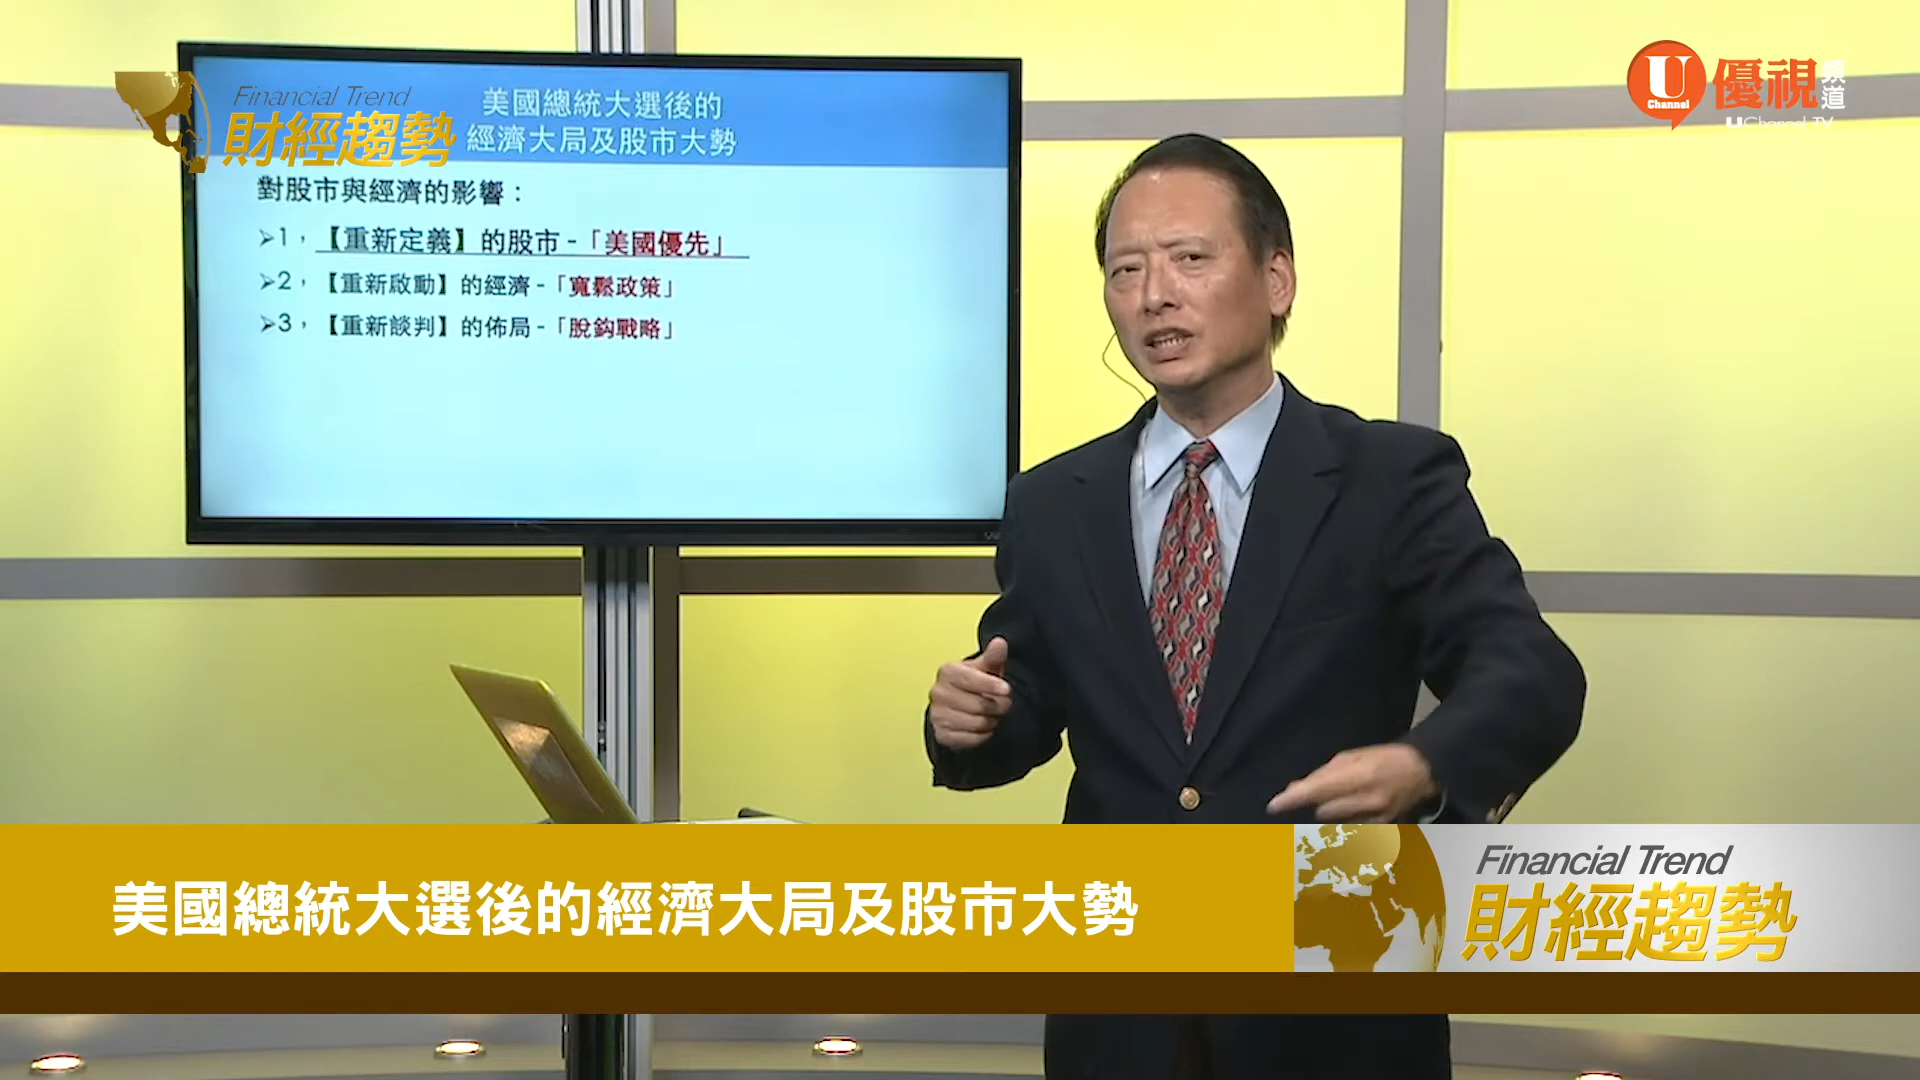 Financial Trend
財經趨勢
美國總統大選後的
經濟大局及股市大勢
對股市與經濟的影響：
➢1，【重新定義】的股市-「美國優先」
➢2，【重新啟動】的經濟-「寬鬆政策」
➢3，【重新談判】的佈局-「脫鈎戰略」
U
Channel
優視
頻道
UChannel TV
美國總統大選後的經濟大局及股市大勢
Financial Trend
財經趨勢